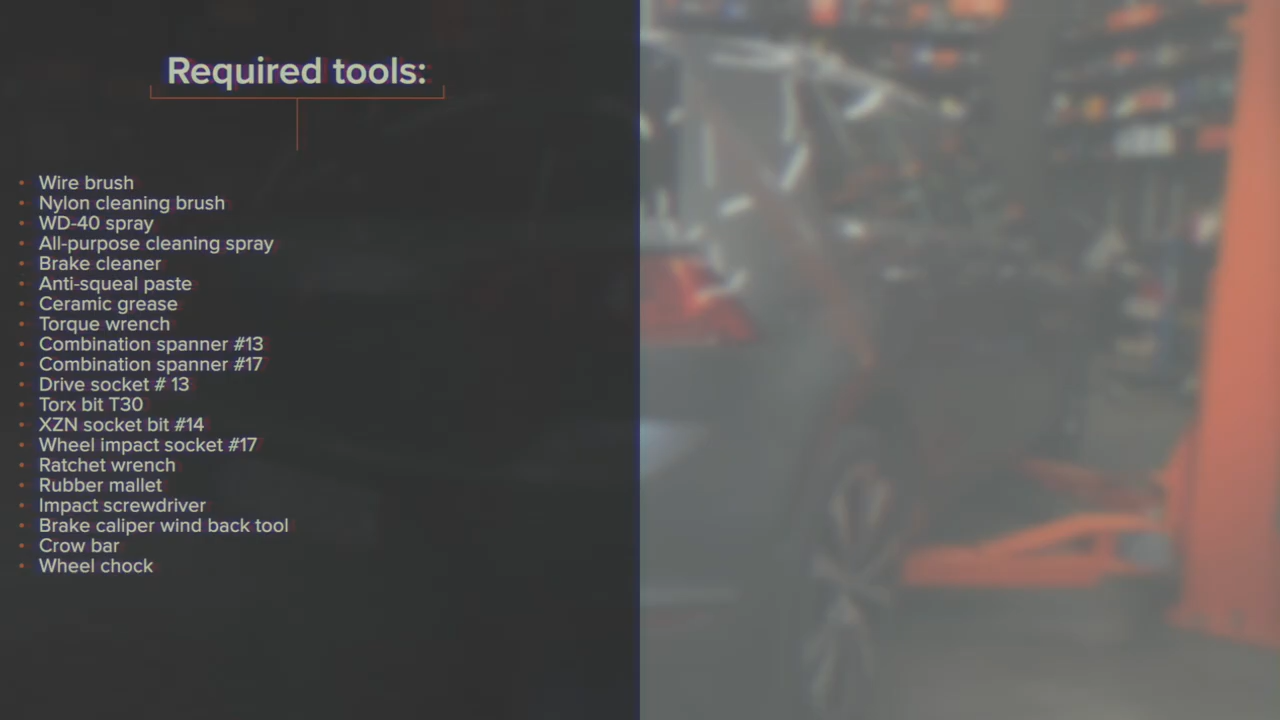 Required tools:
• Wire brush
• Nylon cleaning brush
• WD-40 spray
• All-purpose cleaning spray
• Brake cleaner
• Anti-squeal paste
• Ceramic grease
• Torque wrench
• Combination spanner #13
• Combination spanner #17
• Drive socket # 13
• Torx bit T30
• XZN socket bit #14
• Wheel impact socket #17
• Ratchet wrench
• Rubber mallet
• Impact screwdriver
• Brake caliper wind back tool
• Crow bar
• Wheel chock